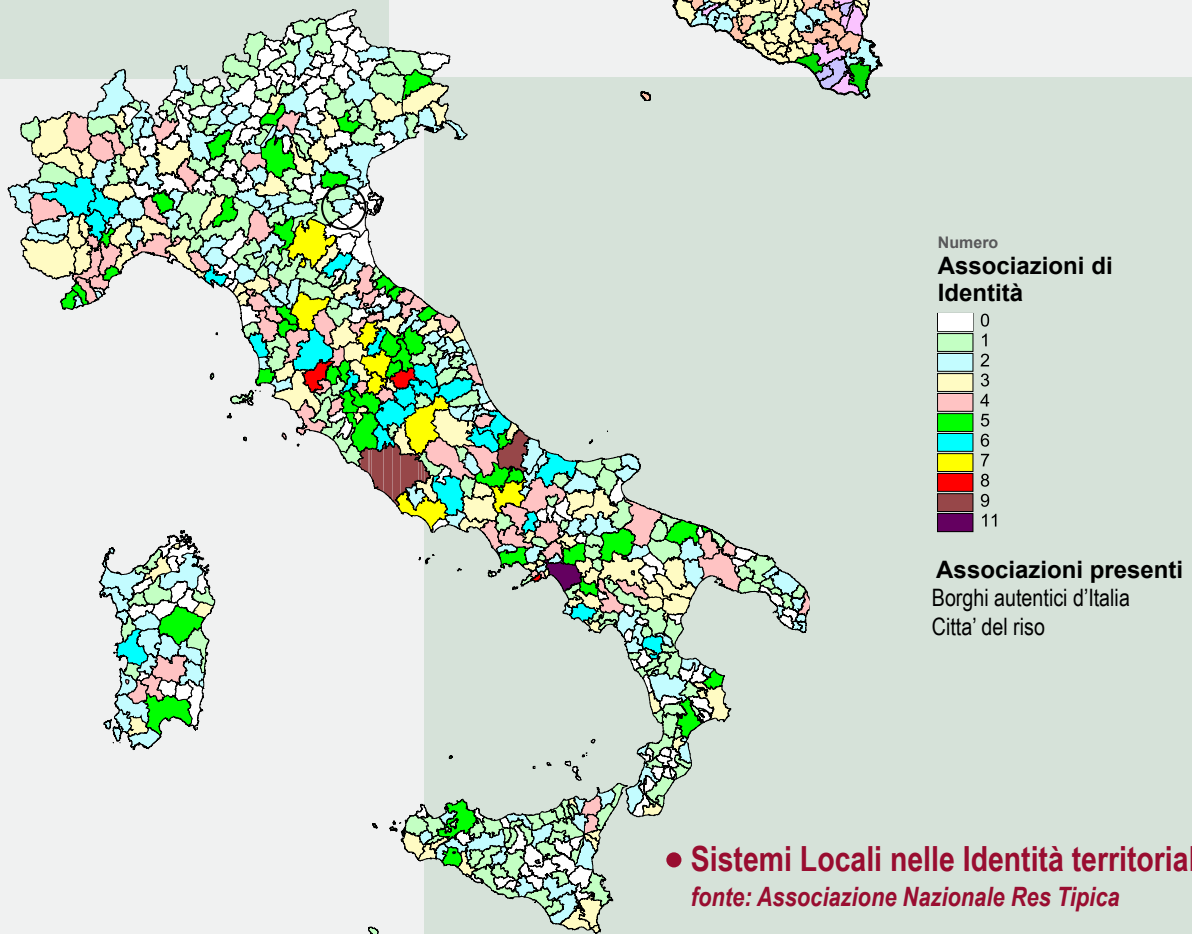 Numero
Associazioni di
Identità
0
1
2
3
4
5
6
7
8
9
11
Associazioni presenti
Borghi autentici d'Italia
Citta' del riso
• Sistemi Locali nelle Identità territorial
fonte: Associazione Nazionale Res Tipica